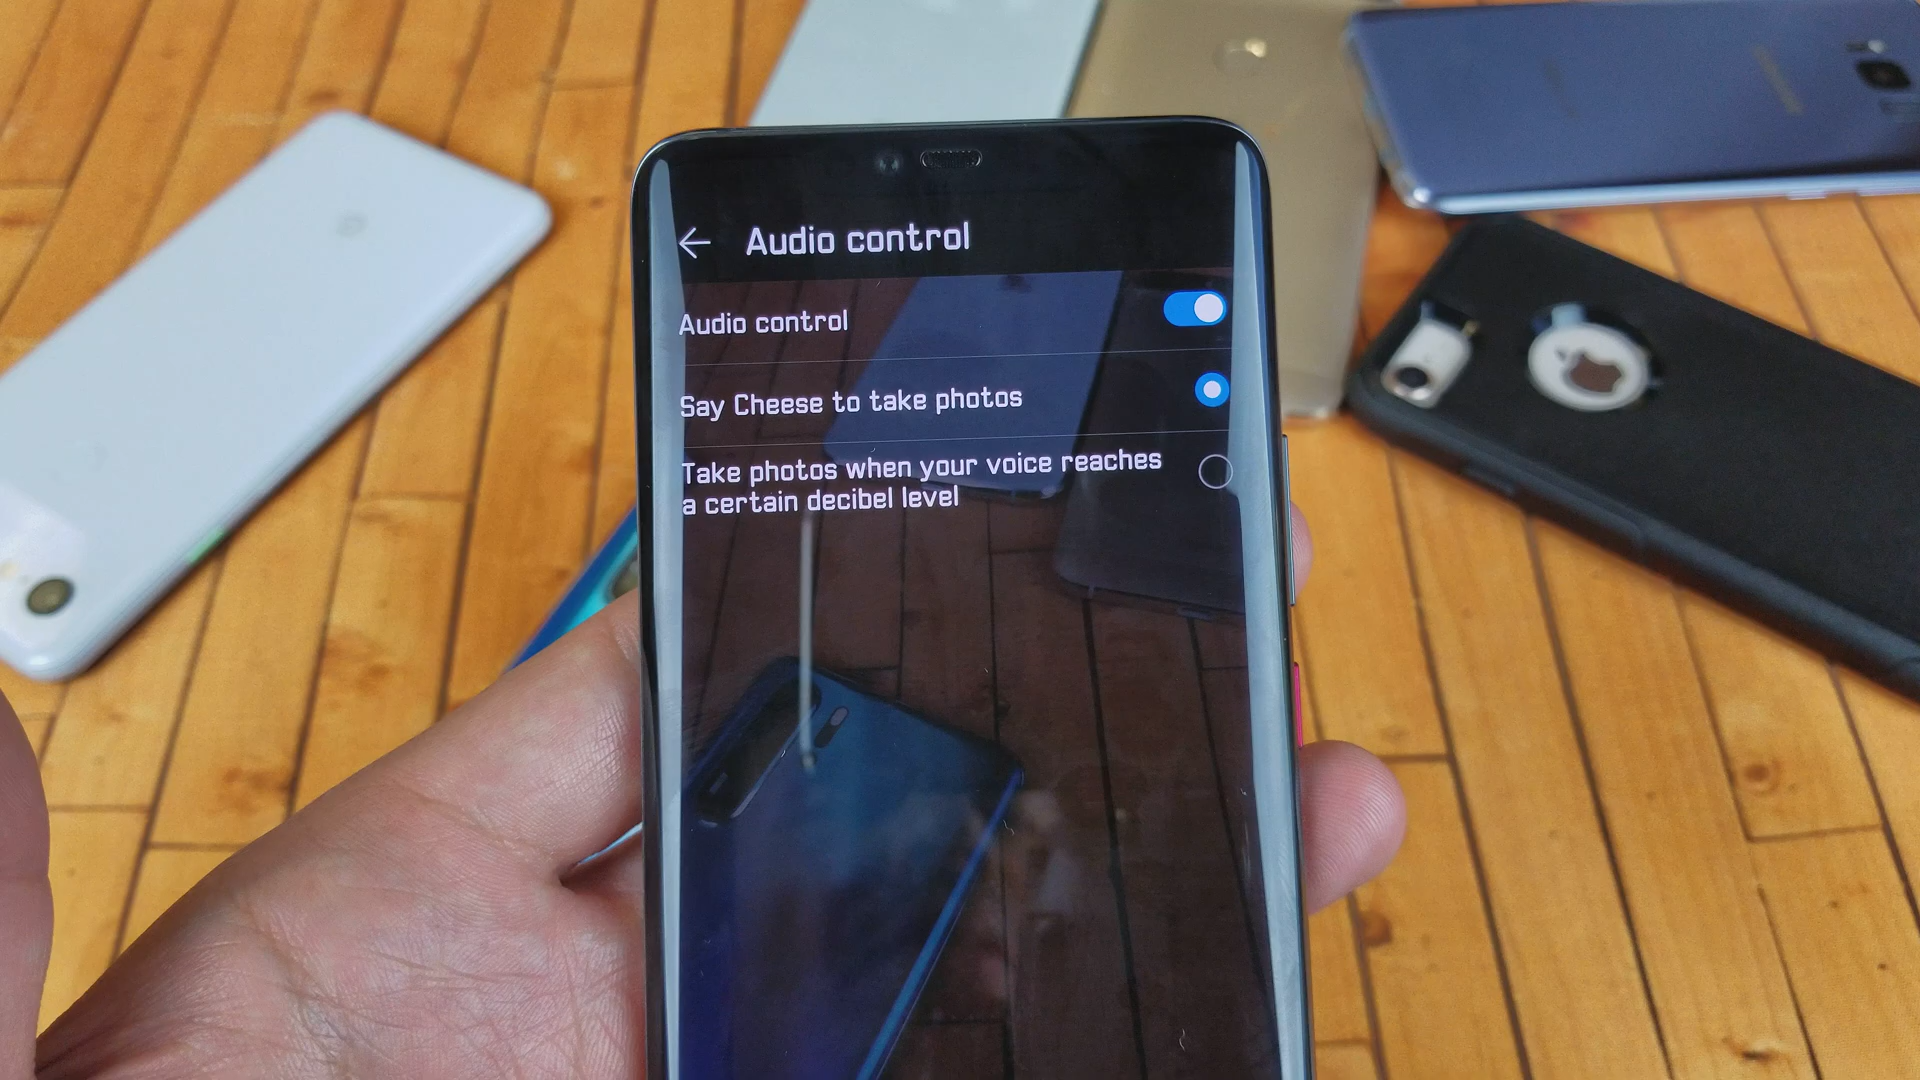 Audio control
Audio control
Say Cheese to take photos
Take photos when your voice reaches
a certain decibel level